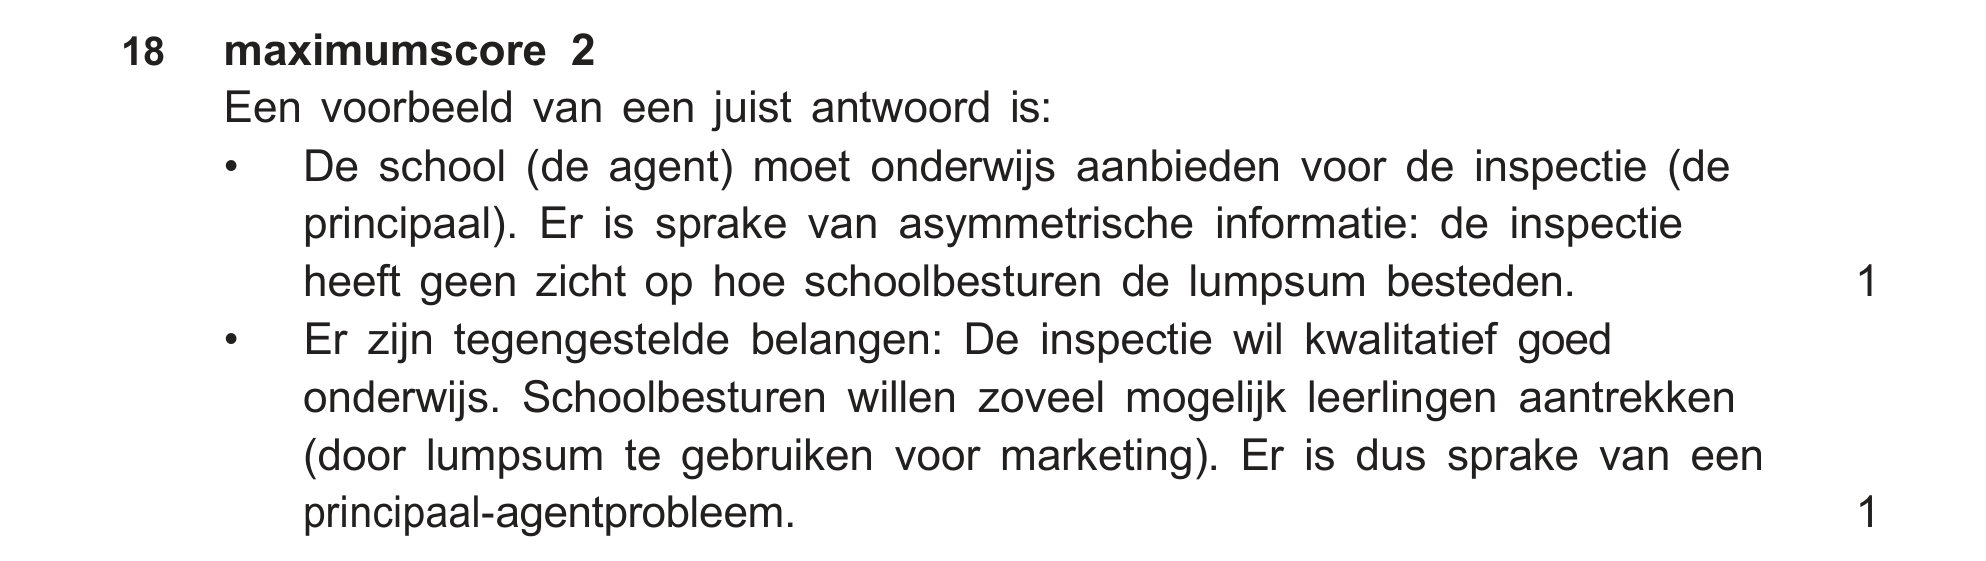 18 maximumscore 2
Een voorbeeld van een juist antwoord is:
• De school (de agent) moet onderwijs aanbieden voor de inspectie (de
principaal). Er is sprake van asymmetrische informatie: de inspectie
heeft geen zicht op hoe schoolbesturen de lumpsum besteden. 1
• Er zijn tegengestelde belangen: De inspectie wil kwalitatief goed
onderwijs. Schoolbesturen willen zoveel mogelijk leerlingen aantrekken
(door lumpsum te gebruiken voor marketing). Er is dus sprake van een
principaal-agentprobleem. 1